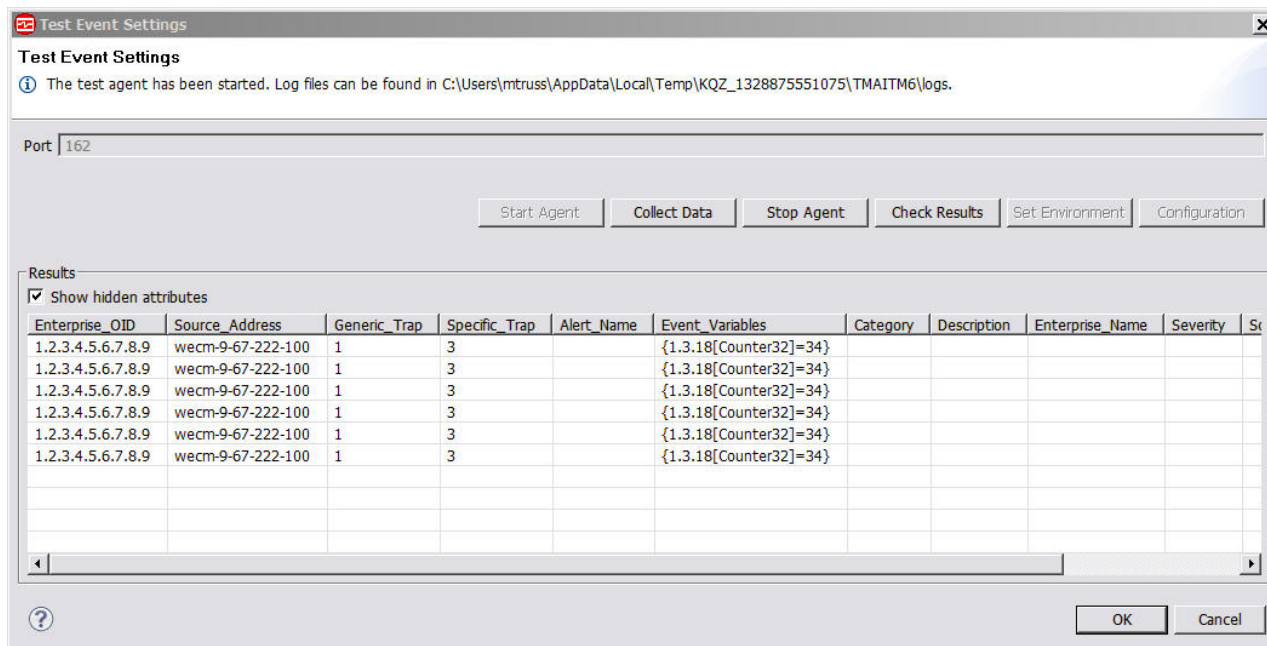 Test Event Settings
Test Event Settings
The test agent has been started. Log files can be found in C:\Users\mtruss\AppData\Local\Temp\KQZ_1328875551075\TMAITM6\logs.
Port 162
Start Agent Collect Data Stop Agent Check Results Set Environment Configuration
Results
Show hidden attributes
Enterprise_OID Source_Address Generic_Trap Specific_Trap Alert_Name Event_Variables Category Description Enterprise_Name Severity
1.2.3.4.5.6.7.8.9 wecm-9-67-222-100 1 3 {1.3.18[Counter32]=34}
1.2.3.4.5.6.7.8.9 wecm-9-67-222-100 1 3 {1.3.18[Counter32]=34}
1.2.3.4.5.6.7.8.9 wecm-9-67-222-100 1 3 {1.3.18[Counter32]=34}
1.2.3.4.5.6.7.8.9 wecm-9-67-222-100 1 3 {1.3.18[Counter32]=34}
1.2.3.4.5.6.7.8.9 wecm-9-67-222-100 1 3 {1.3.18[Counter32]=34}
1.2.3.4.5.6.7.8.9 wecm-9-67-222-100 1 3 {1.3.18[Counter32]=34}
OK Cancel